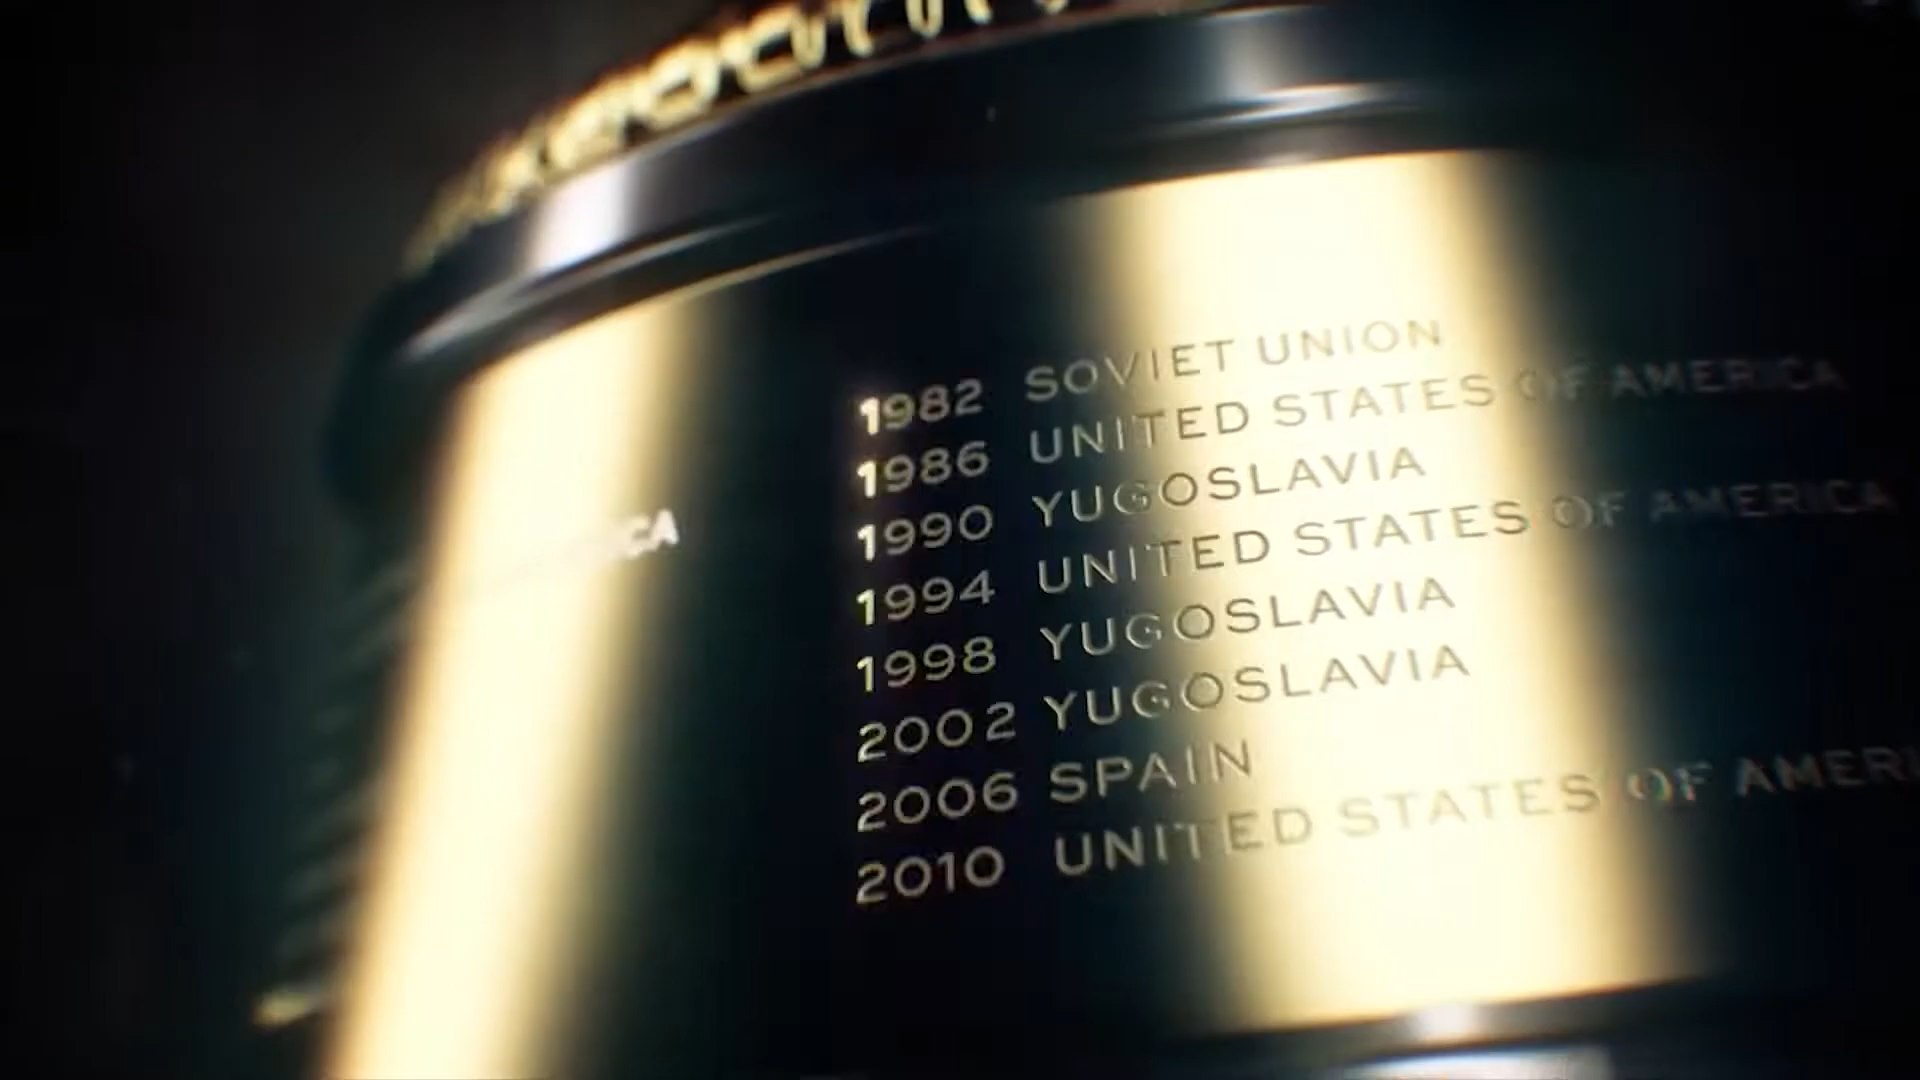 1982 SOVIET UNION
1986 UNITED STATES OF AMERICA
1990 YUGOSLAVIA
1994 UNITED STATES OF AMERICA
1998 YUGOSLAVIA
2002 YUGOSLAVIA
2006 SPAIN
2010 UNITED STATES OF AMERI